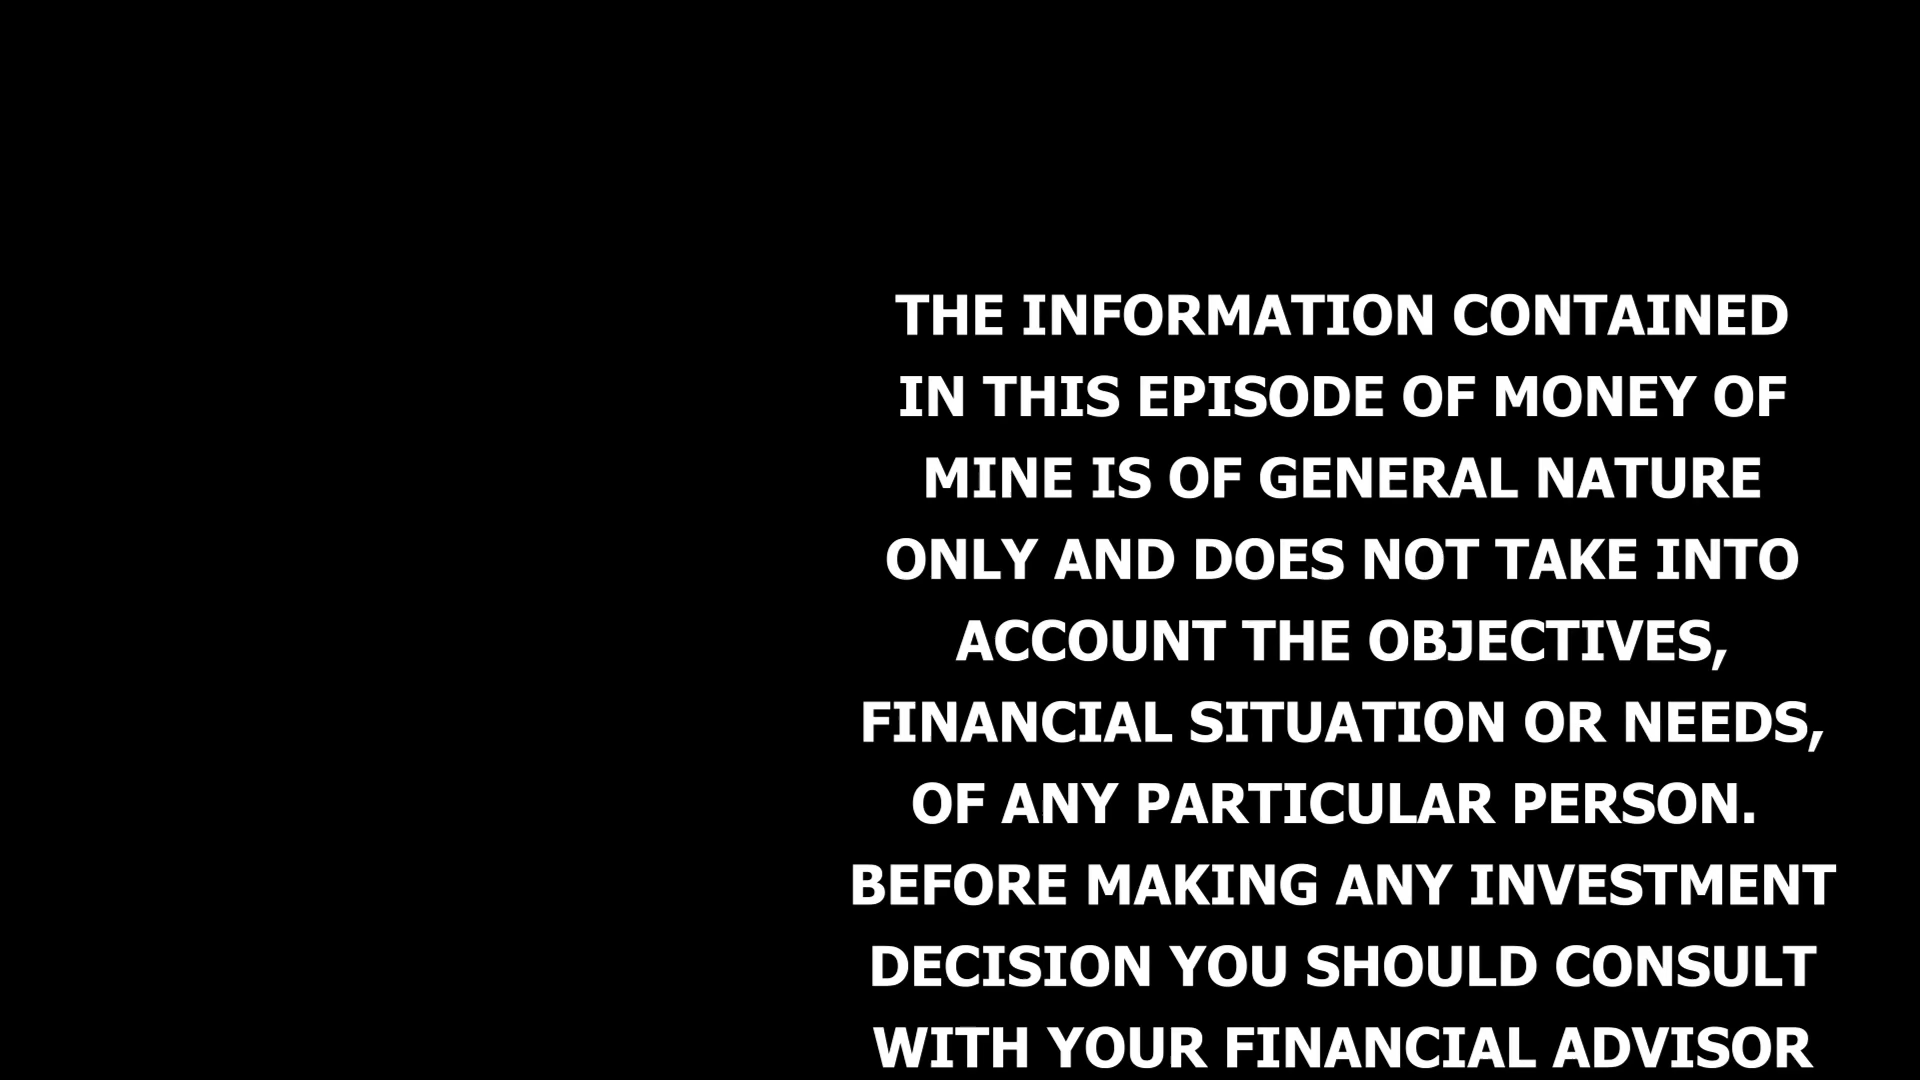 THE INFORMATION CONTAINED
IN THIS EPISODE OF MONEY OF
MINE IS OF GENERAL NATURE
ONLY AND DOES NOT TAKE INTO
ACCOUNT THE OBJECTIVES,
FINANCIAL SITUATION OR NEEDS,
OF ANY PARTICULAR PERSON.
BEFORE MAKING ANY INVESTMENT
DECISION YOU SHOULD CONSULT
WITH YOUR FINANCIAL ADVISOR